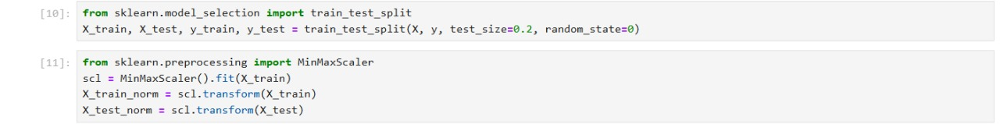 [10]: from sklearn.model_selection import train_test_split
X_train, X_test, y_train, y_test = train_test_split(X, y, test_size=0.2, random_state=0)
[11]: from sklearn.preprocessing import MinMaxScaler
scl = MinMaxScaler().fit(X_train)
X_train_norm = scl.transform(X_train)
X_test_norm = scl.transform(X_test)